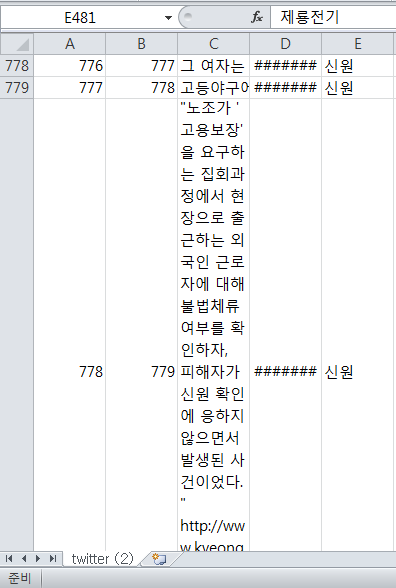 E481 fx 제룡전기
A B C D E
778 776 777 그 여자는 ####### 신원
779 777 778 고등야구에 ####### 신원
"노조가 '
고용보장'
을 요구하
는 집회과
정에서 현
장으로 출
근하는 외
국인 근로
자에 대해
불법체류
여부를 확
인하자,
778 779 피해자가 ####### 신원
신원 확인
에 응하지
않으면서
발생된 사
건이었다.
"
http://ww
w.kyeong
twitter (2)
준비